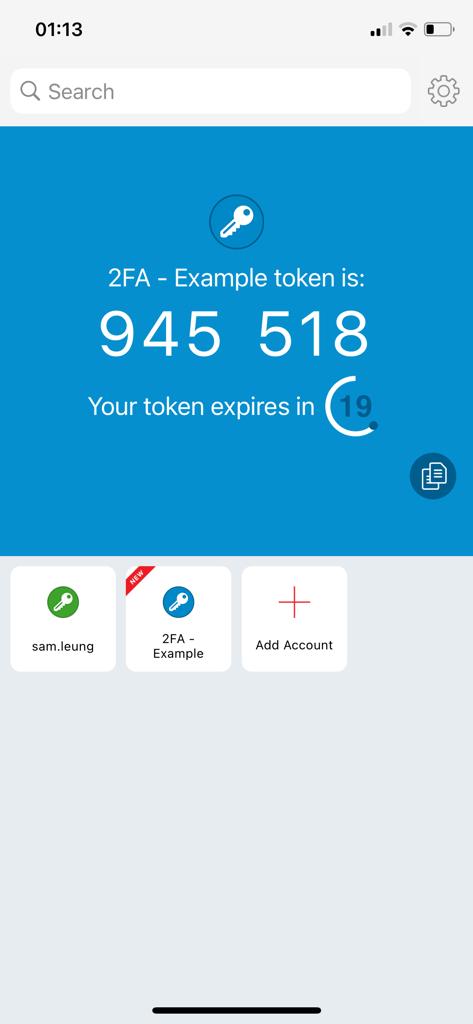 01:13
Search
2FA - Example token is:
945 518
Your token expires in 19
NEW
sam.leung
2FA -
Example
Add Account